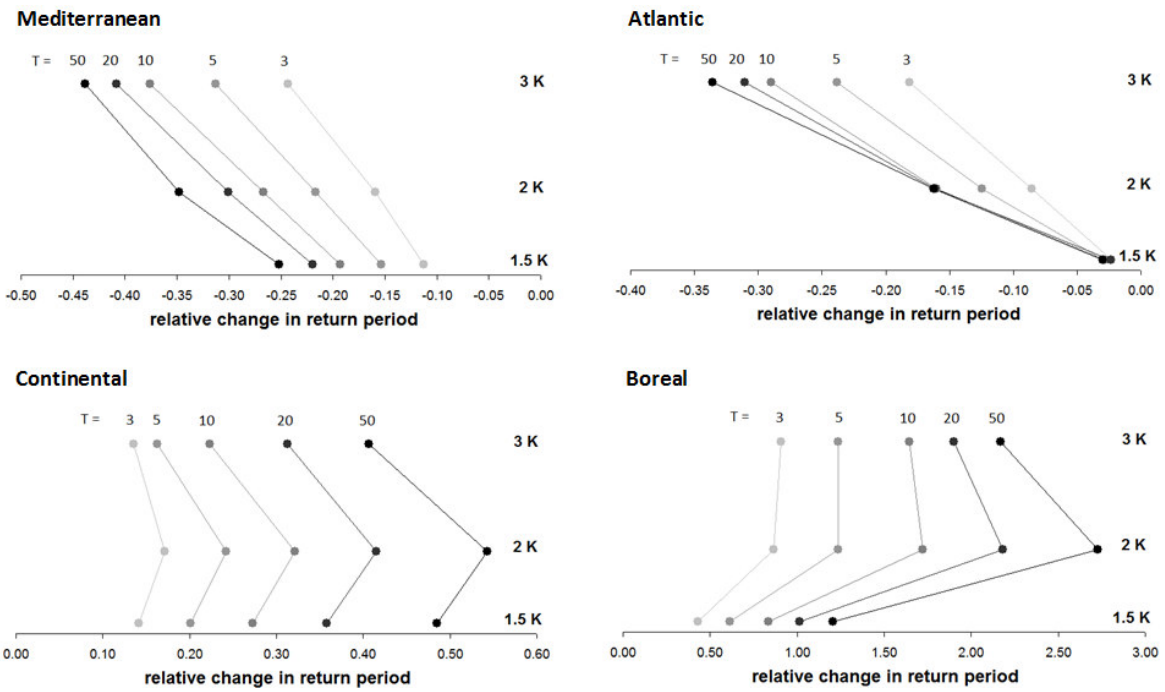 Mediterranean
T = 50 20 10 5 3
3 K
2 K
1.5 K
-0.50 -0.45 -0.40 -0.35 -0.30 -0.25 -0.20 -0.15 -0.10 -0.05 0.00
relative change in return period
Atlantic
T = 50 20 10 5 3
3 K
2 K
1.5 K
-0.40 -0.35 -0.30 -0.25 -0.20 -0.15 -0.10 -0.05 0.00
relative change in return period
Continental
T = 3 5 10 20 50
3 K
2 K
1.5 K
0.00 0.10 0.20 0.30 0.40 0.50 0.60
relative change in return period
Boreal
T = 3 5 10 20 50
3 K
2 K
1.5 K
0.00 0.50 1.00 1.50 2.00 2.50 3.00
relative change in return period